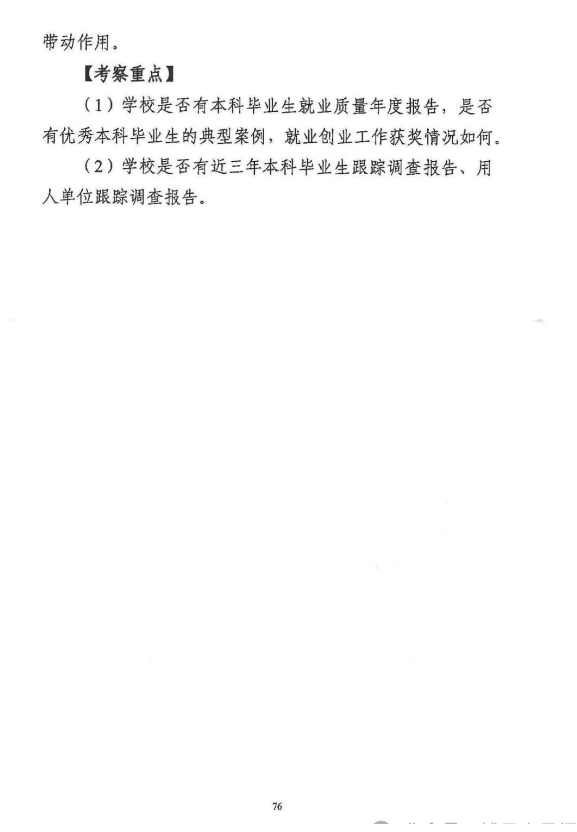 带动作用。
【考察重点】
（1）学校是否有本科毕业生就业质量年度报告，是否
有优秀本科毕业生的典型案例，就业创业工作获奖情况如何。
（2）学校是否有近三年本科毕业生跟踪调查报告、用
人单位跟踪调查报告。
76